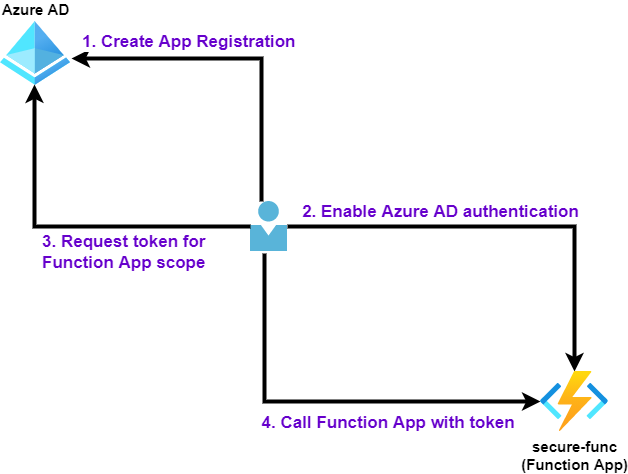 Azure AD
1. Create App Registration
2. Enable Azure AD authentication
3. Request token for
Function App scope
4. Call Function App with token
secure-func
(Function App)